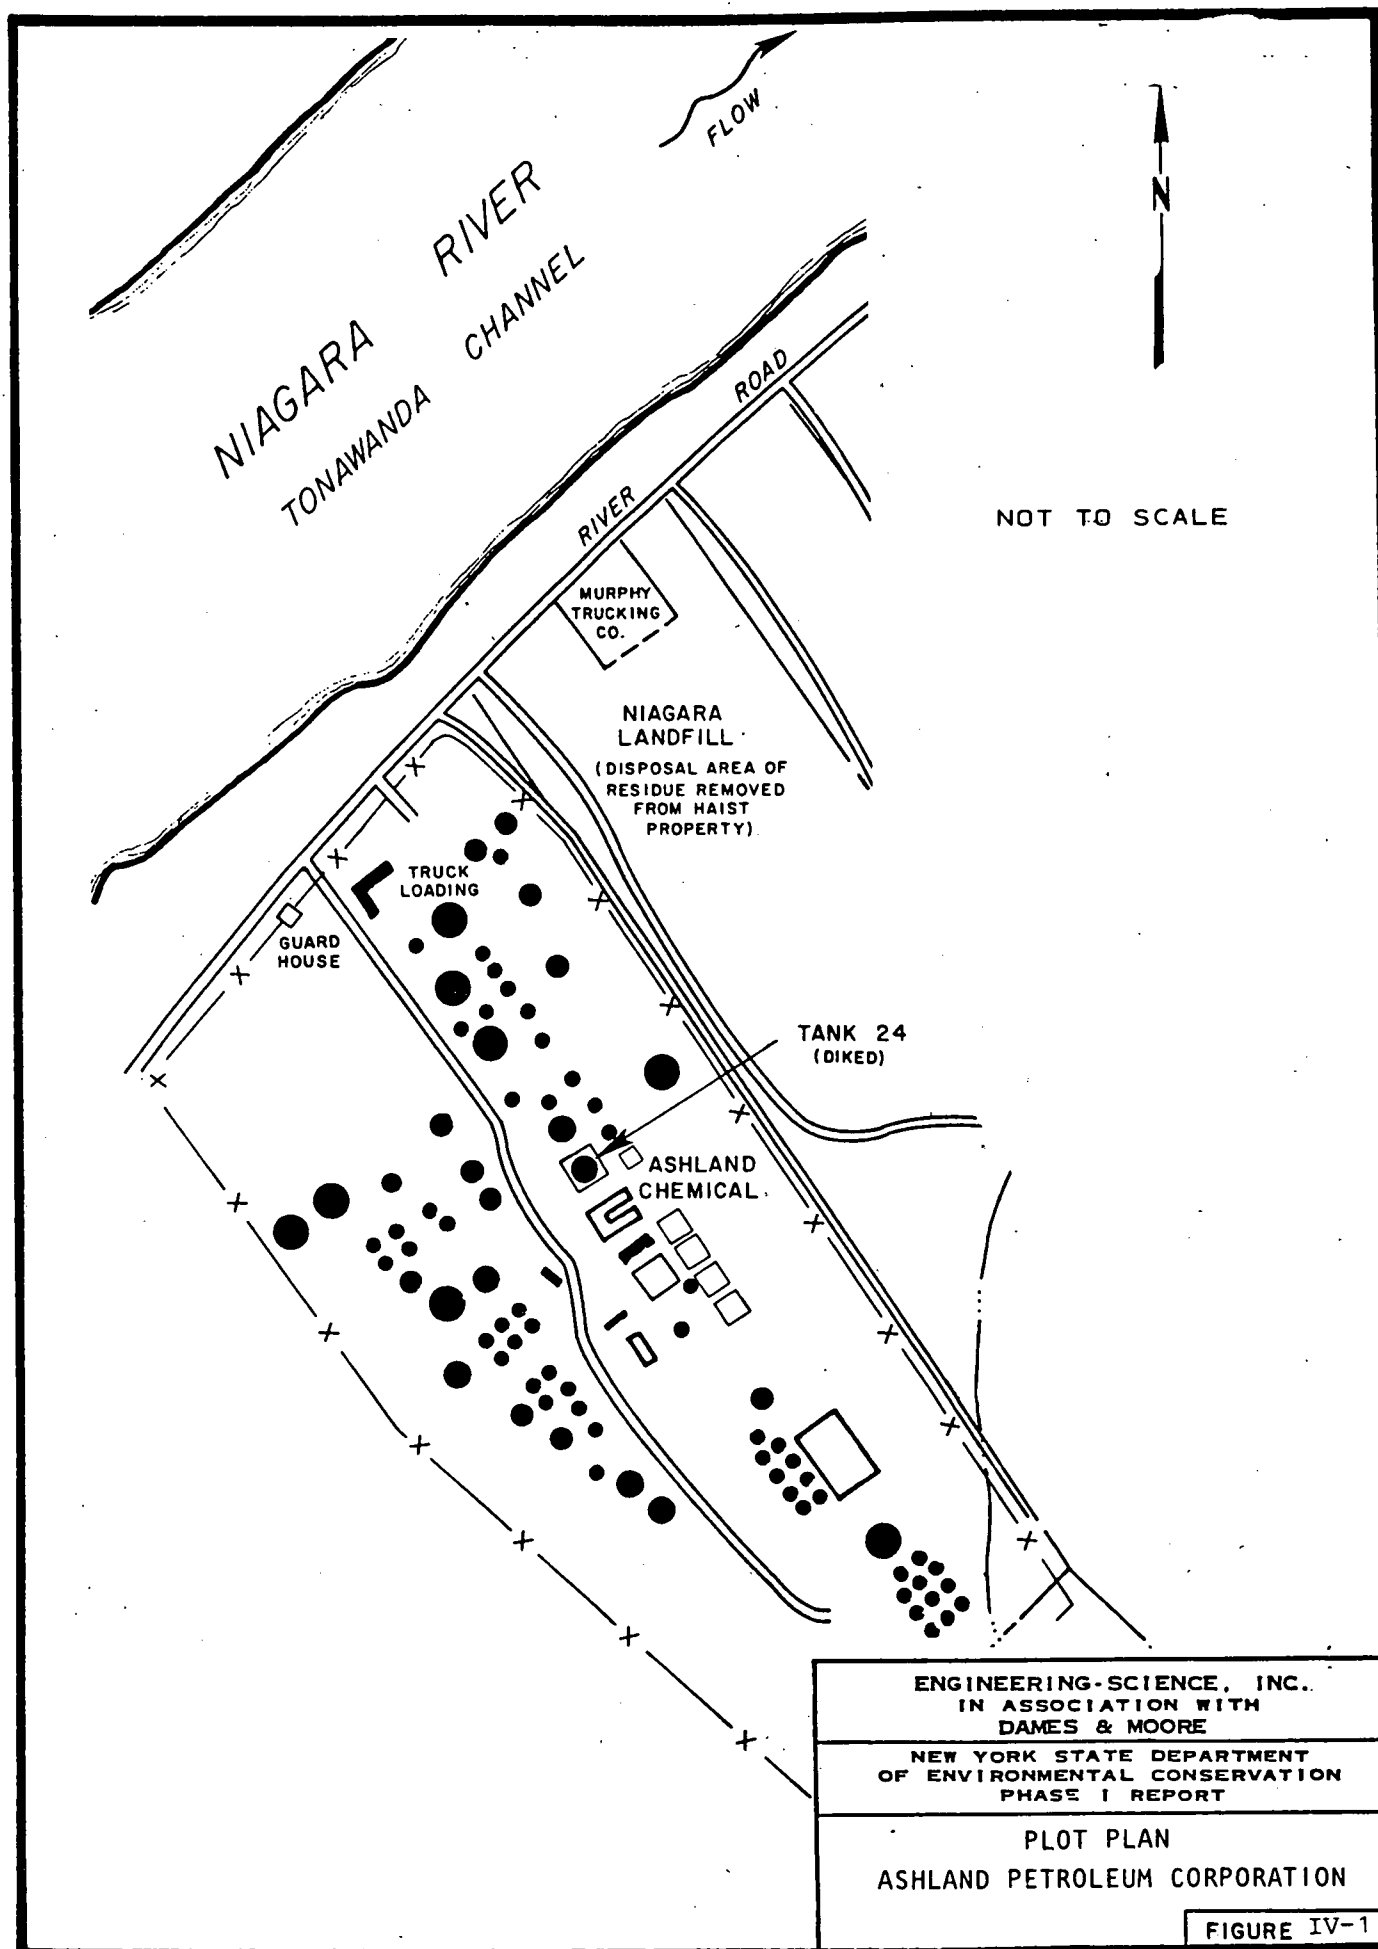 FLOW
N
NIAGARA RIVER
TONAWANDA CHANNEL
RIVER ROAD
NOT TO SCALE
MURPHY
TRUCKING
CO.
NIAGARA
LANDFILL
(DISPOSAL AREA OF
RESIDUE REMOVED
FROM HAIST
PROPERTY)
TRUCK
LOADING
GUARD
HOUSE
TANK 24
(DIKED)
ASHLAND
CHEMICAL
ENGINEERING-SCIENCE, INC.
IN ASSOCIATION WITH
DAMES & MOORE
NEW YORK STATE DEPARTMENT
OF ENVIRONMENTAL CONSERVATION
PHASE I REPORT
PLOT PLAN
ASHLAND PETROLEUM CORPORATION
FIGURE IV-1